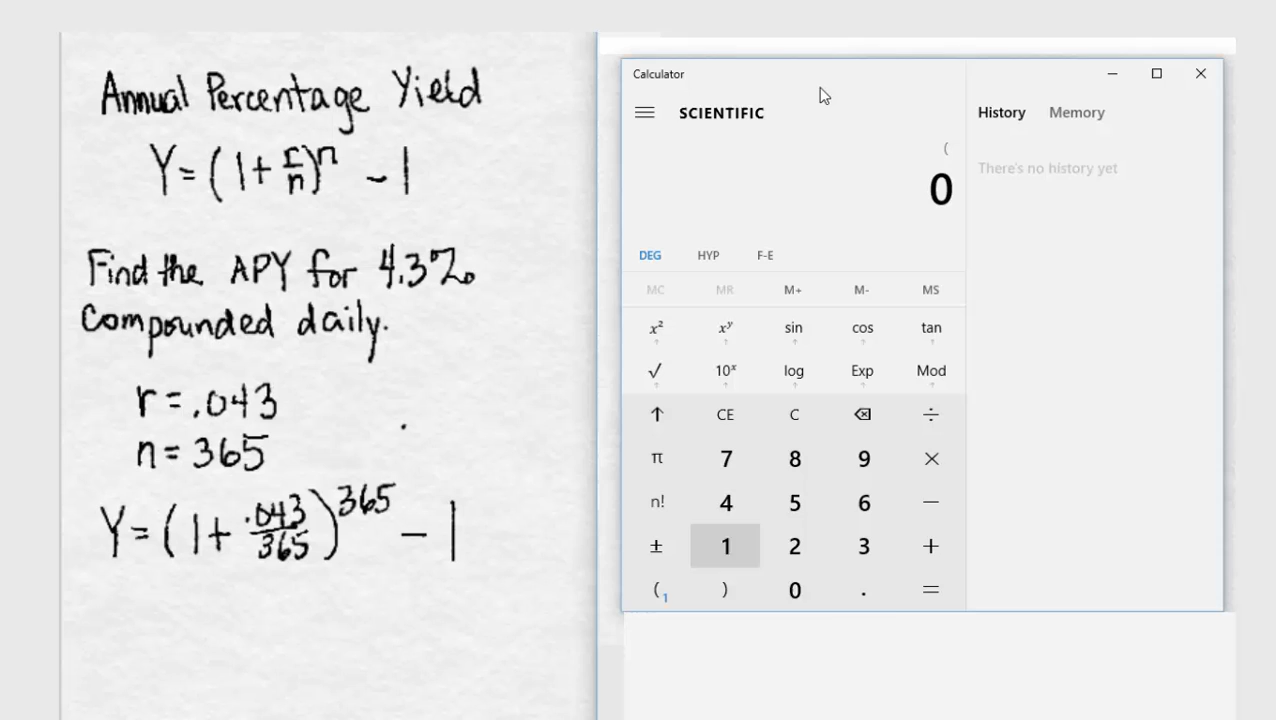 Annual Percentage Yield
Y = (1 + r/n)^n - 1
Find the APY for 4.3%
compounded daily.
r = .043
n = 365
Y = (1 + .043/365)^365 - 1
Calculator
SCIENTIFIC
History Memory
(
There's no history yet
0
DEG HYP F-E
MC MR M+ M- MS
x² xʸ sin cos tan
√ 10ˣ log Exp Mod
↑ CE C ⌫ ÷
π 7 8 9 ×
n! 4 5 6 −
± 1 2 3 +
(₁ ) 0 . =